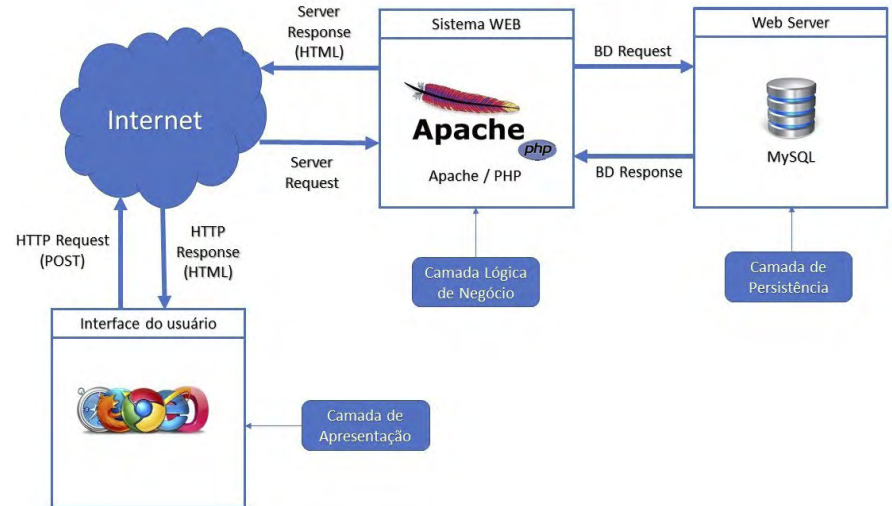 Server
Response
(HTML)
Sistema WEB
Web Server
BD Request
Internet
Apache
php
Apache / PHP
MySQL
Server
Request
BD Response
HTTP Request
(POST)
HTTP
Response
(HTML)
Camada Lógica
de Negócio
Camada de
Persistência
Interface do usuário
Camada de
Apresentação